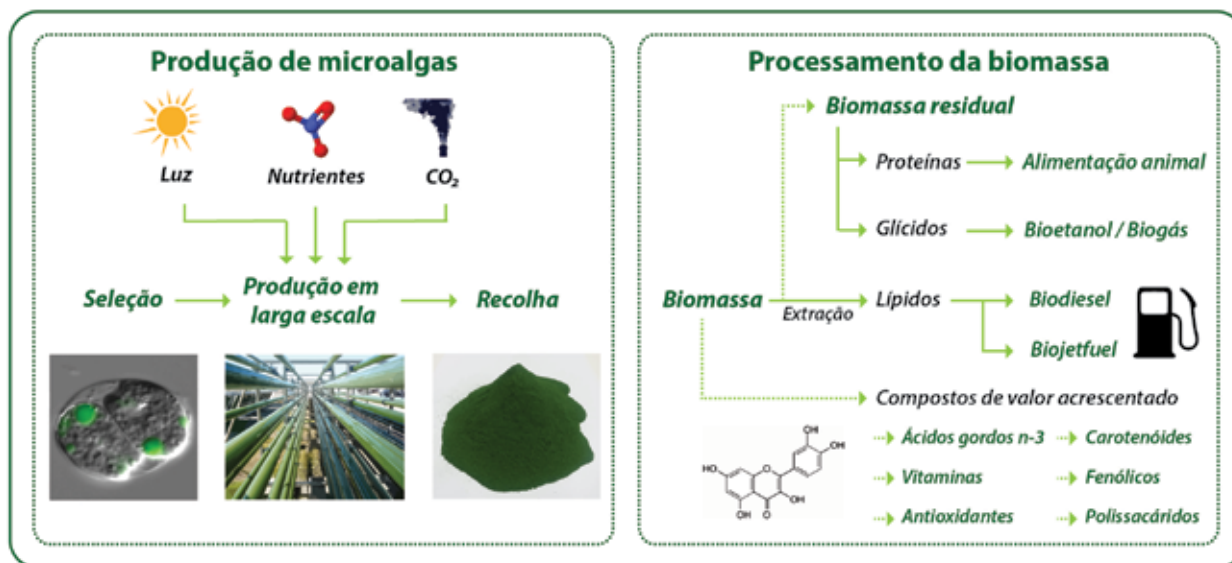 Produção de microalgas
Luz
Nutrientes
CO₂
Seleção
Produção em
larga escala
Recolha
Processamento da biomassa
Biomassa residual
Proteínas
Alimentação animal
Glícidos
Bioetanol / Biogás
Biomassa
Extração
Lípidos
Biodiesel
Biojetfuel
Compostos de valor acrescentado
Ácidos gordos n-3
Carotenóides
Vitaminas
Fenólicos
Antioxidantes
Polissacáridos
OH
OH
HO
O
OH
OH
O